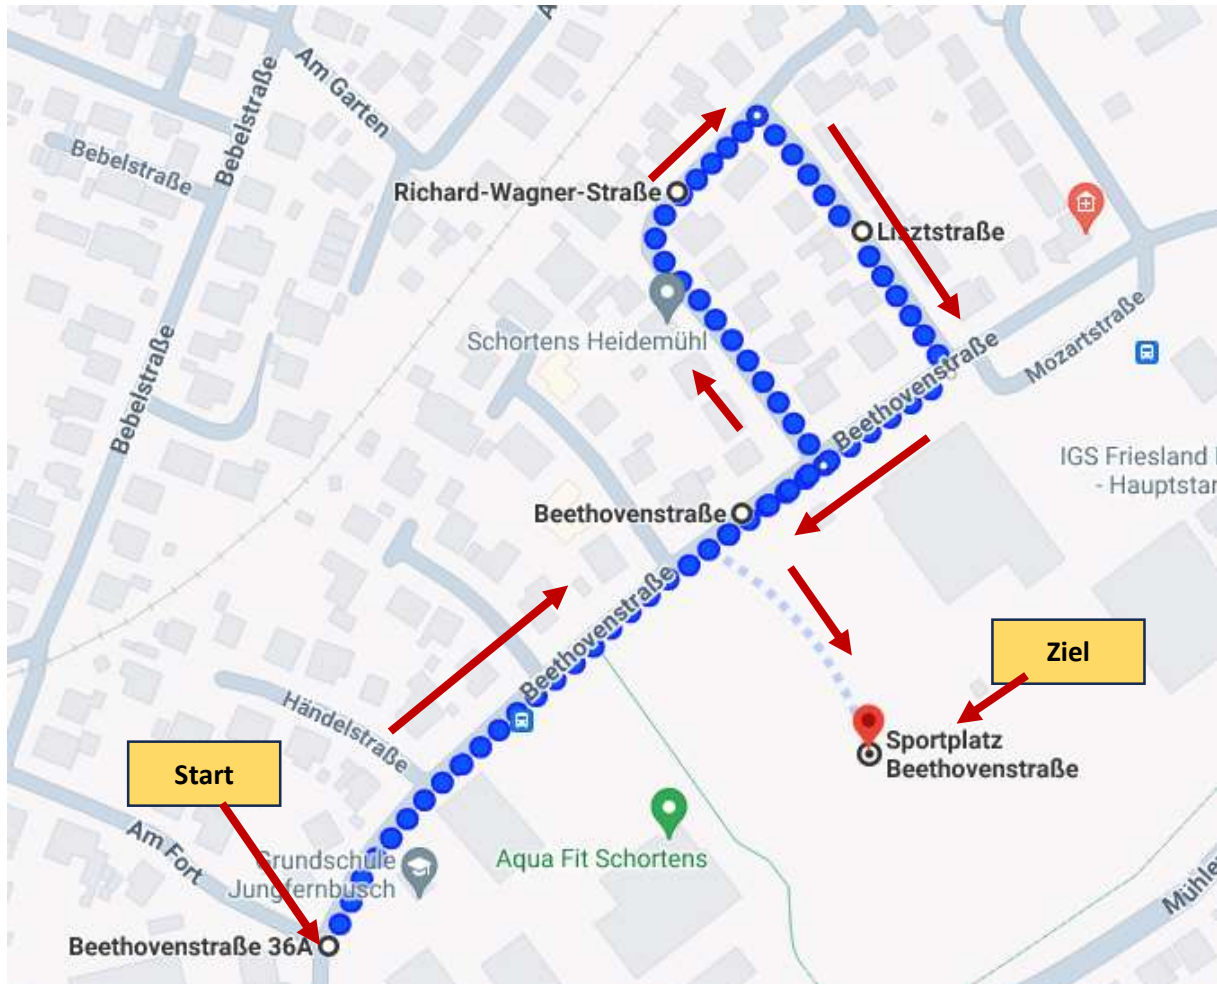 Am Garten
Bebelstraße
Bebelstraße
Richard-Wagner-Straße
Lisztstraße
Schortens Heidemühl
Mozartstraße
Beethovenstraße
Bebelstraße
IGS Friesland
- Hauptstan
Beethovenstraße
Beethovenstraße
Ziel
Händelstraße
Sportplatz
Beethovenstraße
Start
Am Fort
Grundschule
Jungfernbusch
Aqua Fit Schortens
Mühle
Beethovenstraße 36A